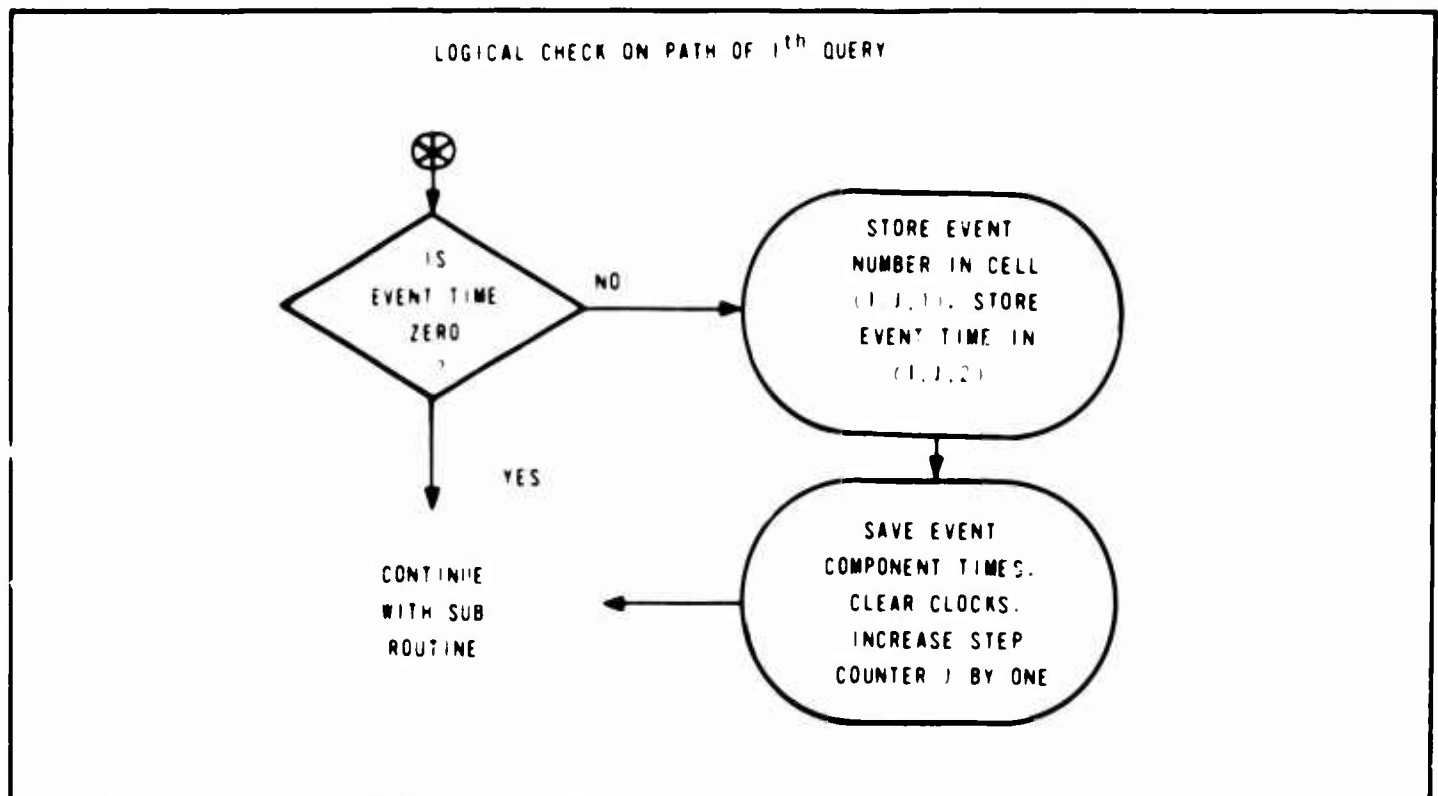 LOGICAL CHECK ON PATH OF Ith QUERY
IS
EVENT TIME
ZERO
?
NO
YES
STORE EVENT
NUMBER IN CELL
(I,J,1). STORE
EVENT TIME IN
(I,J,2)
SAVE EVENT
COMPONENT TIMES.
CLEAR CLOCKS.
INCREASE STEP
COUNTER J BY ONE
CONTINUE
WITH SUB
ROUTINE